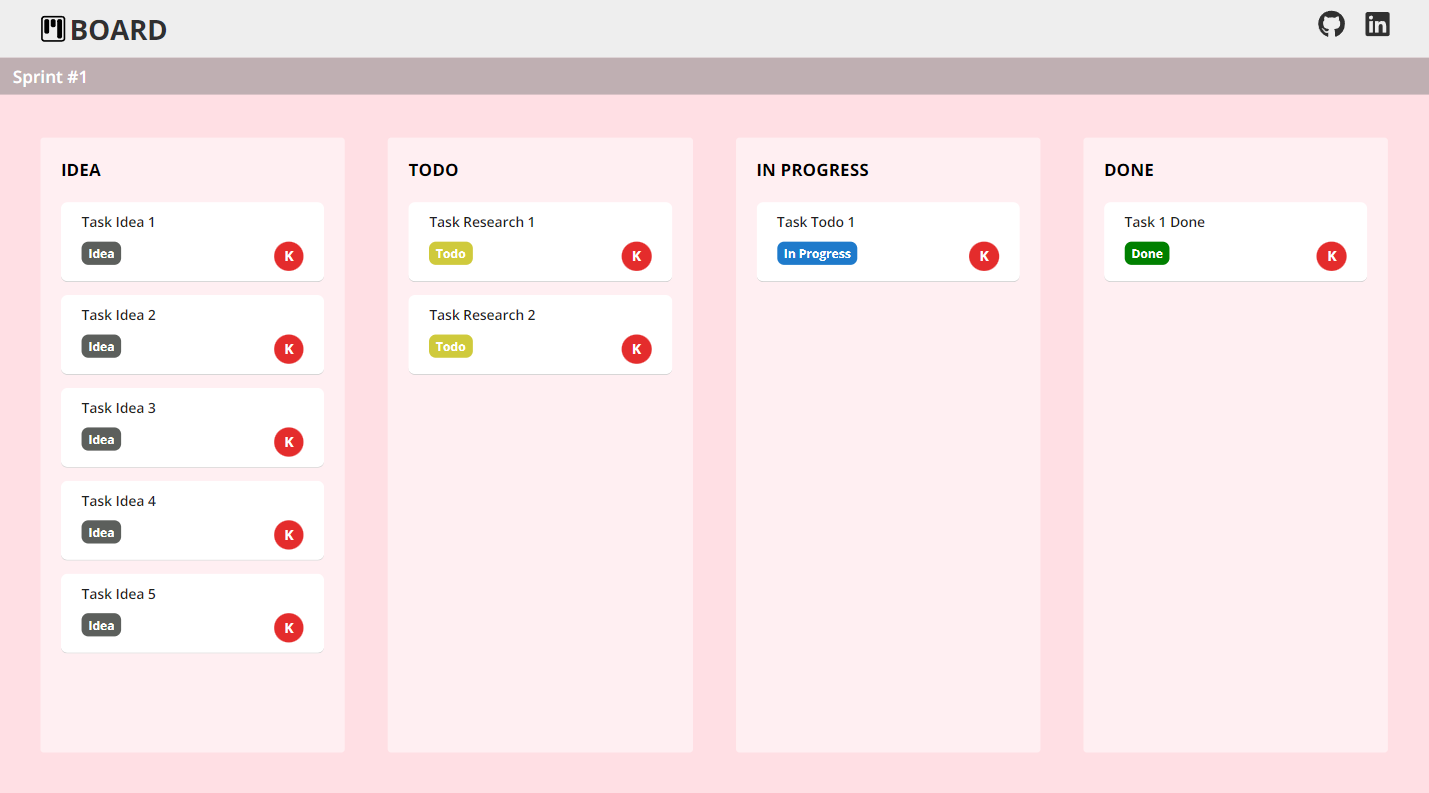 BOARD
Sprint #1
IDEA
Task Idea 1
Idea
K
Task Idea 2
Idea
K
Task Idea 3
Idea
K
Task Idea 4
Idea
K
Task Idea 5
Idea
K
TODO
Task Research 1
Todo
K
Task Research 2
Todo
K
IN PROGRESS
Task Todo 1
In Progress
K
DONE
Task 1 Done
Done
K